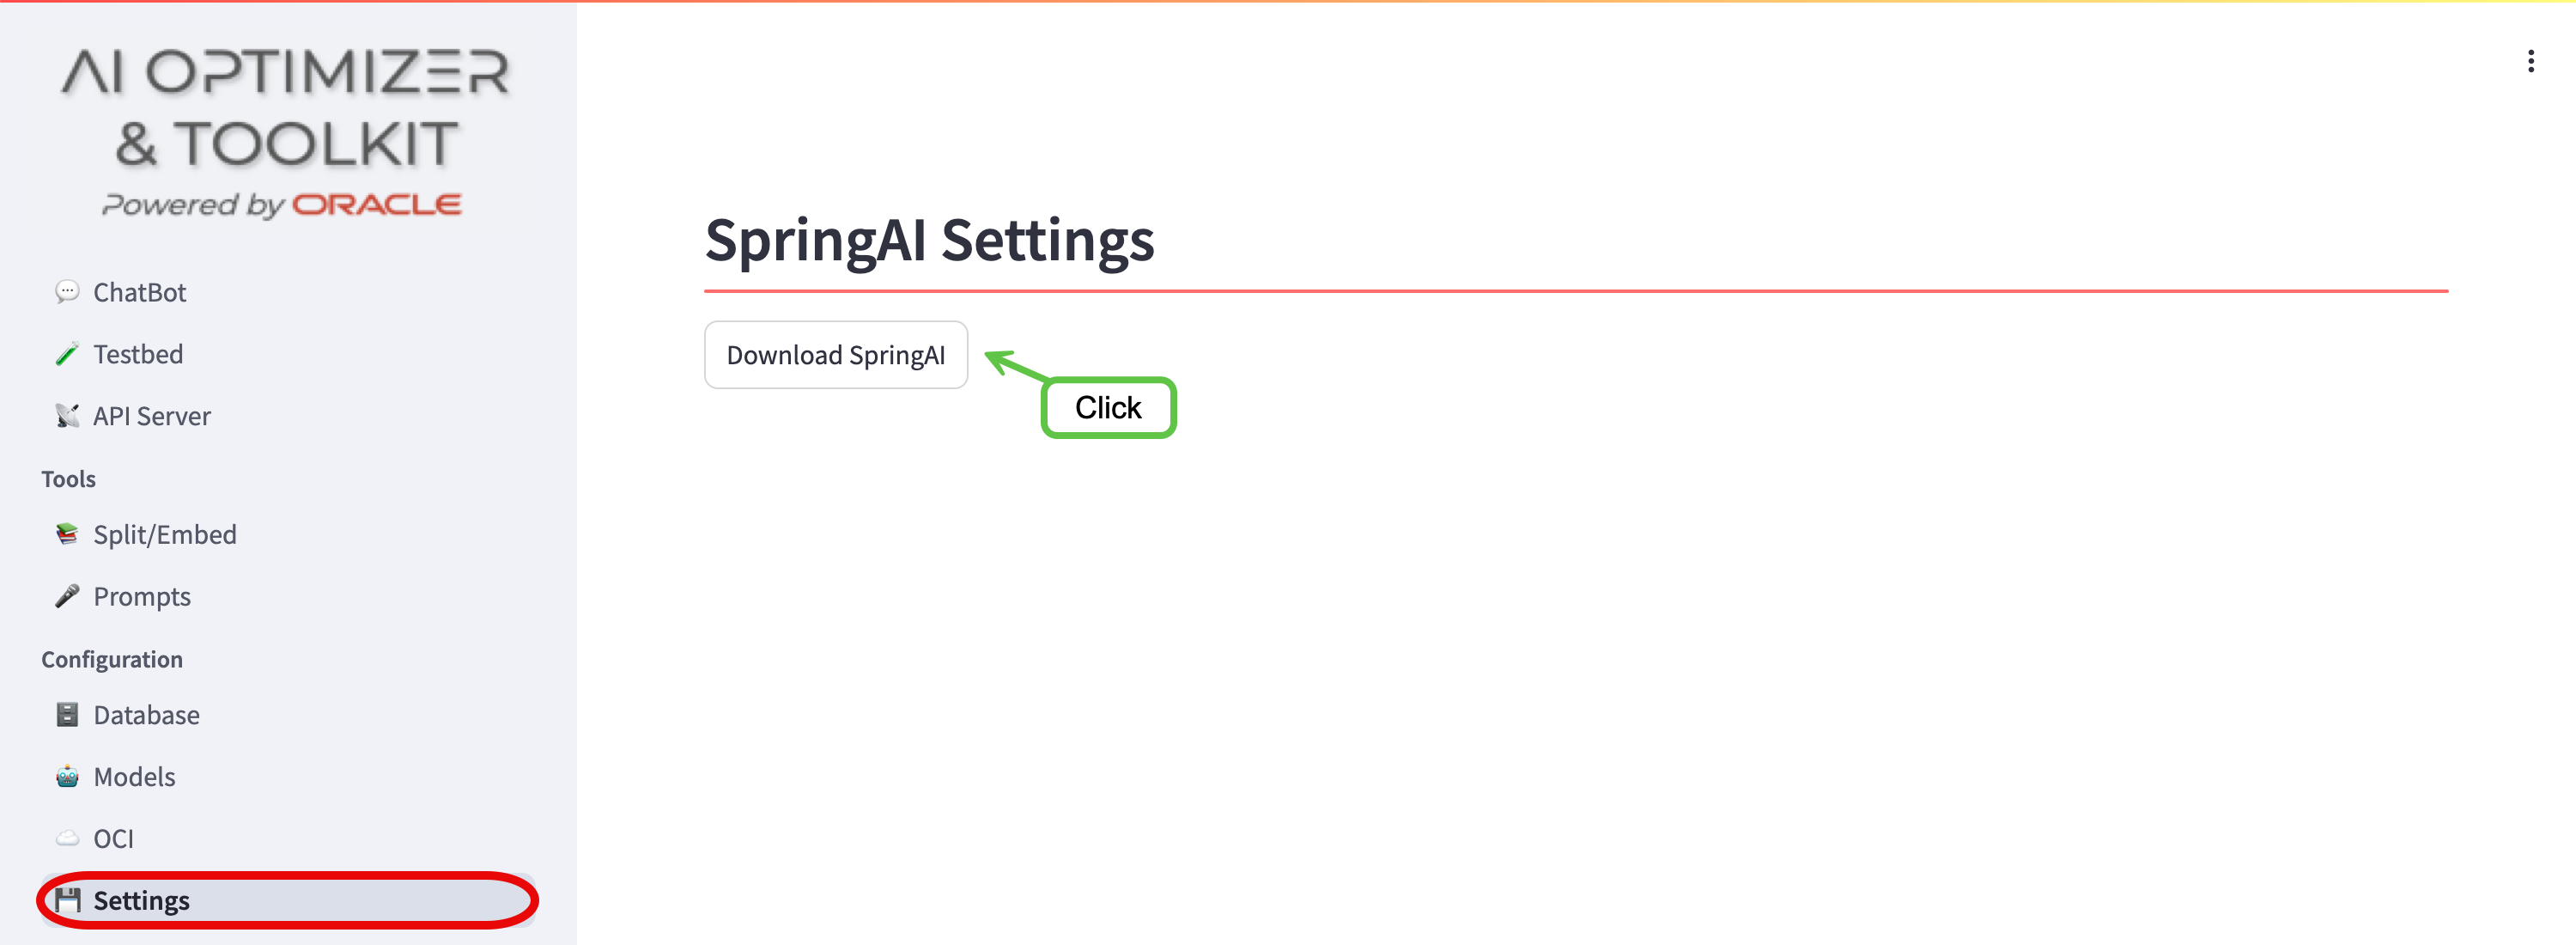 AI OPTIMIZER
& TOOLKIT
Powered by ORACLE
ChatBot
Testbed
API Server
Tools
Split/Embed
Prompts
Configuration
Database
Models
OCI
Settings
SpringAI Settings
Download SpringAI
Click